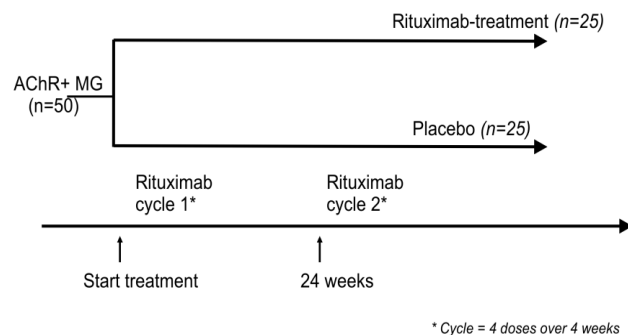 Rituximab-treatment (n=25)
AChR+ MG
(n=50)
Placebo (n=25)
Rituximab
cycle 1*
Rituximab
cycle 2*
Start treatment
24 weeks
* Cycle = 4 doses over 4 weeks